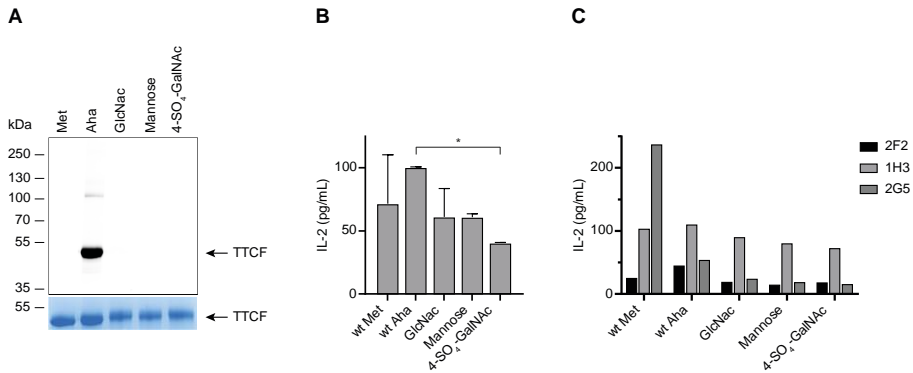 A
B
C
Met
Aha
GlcNac
Mannose
4-SO4-GalNAc
kDa
250
130
100
70
55
35
55
TTCF
TTCF
IL-2 (pg/mL)
100
50
0
*
wt Met
wt Aha
GlcNac
Mannose
4-SO4-GalNAc
IL-2 (pg/mL)
200
100
0
wt Met
wt Aha
GlcNac
Mannose
4-SO4-GalNAc
2F2
1H3
2G5